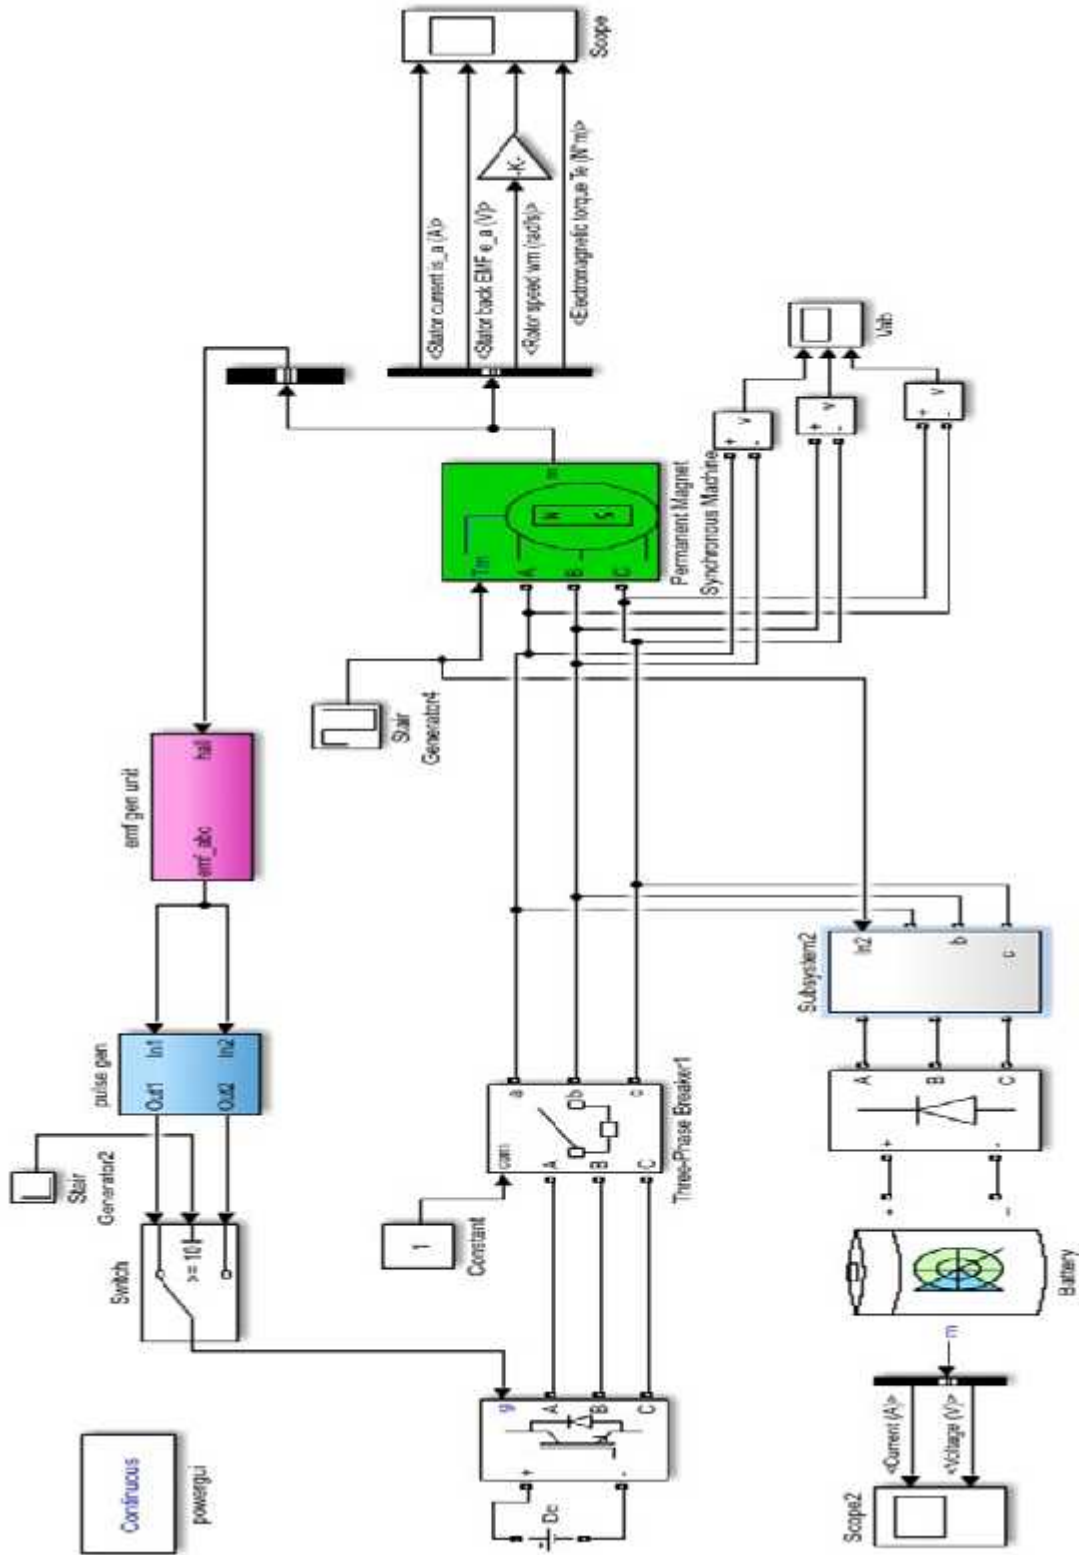 Continuous
powergui
Switch
>= 10
Stair
Generator2
pulse gen
Out1
In1
Out2
In2
emf gen unit
emf_abc
hall
Dc
+
-
g
A
B
C
1
Constant
com
A
B
C
a
b
c
Three-Phase Breaker1
Stair
Generator4
Tm
A
B
C
N
S
m
Permanent Magnet
Synchronous Machine
<Stator current is_a (A)>
<Stator back EMF e_a (V)>
<Rotor speed wm (rad/s)>
<Electromagnetic torque Te (N*m)>
-K-
Scope
+
-
v
+
-
v
+
-
v
Vab
Scope2
<Current (A)>
<Voltage (V)>
m
Battery
+
-
+
-
A
B
C
Subsystem2
In2
b
c